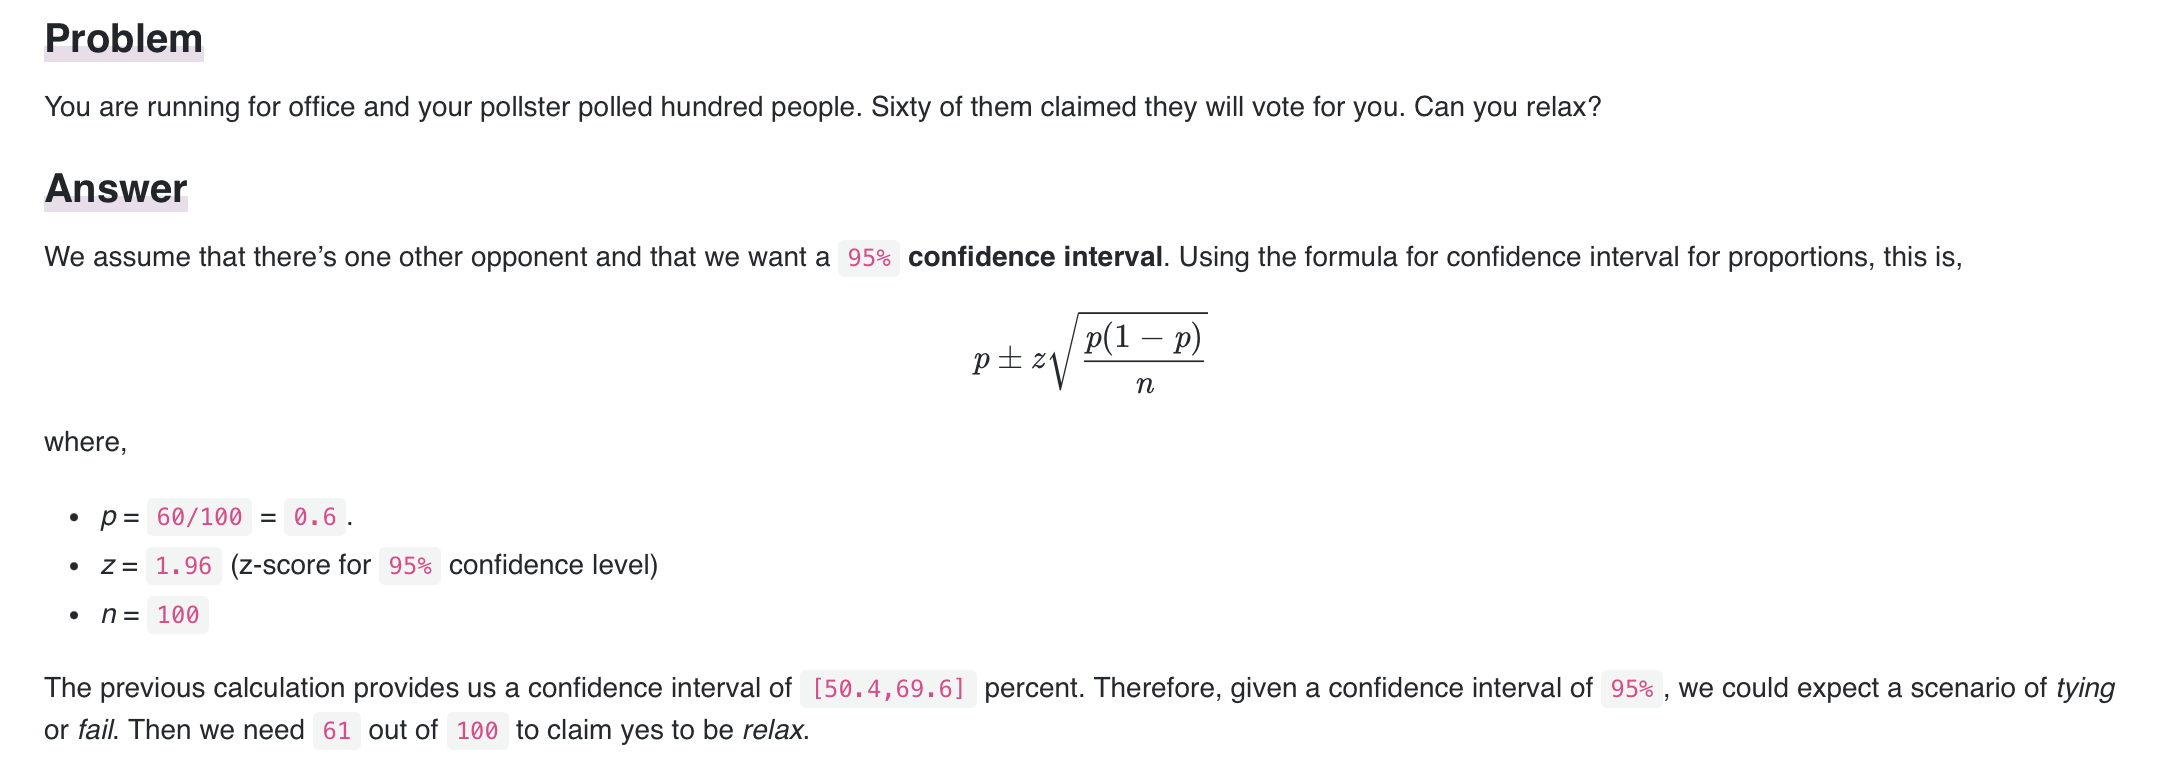 Problem
You are running for office and your pollster polled hundred people. Sixty of them claimed they will vote for you. Can you relax?
Answer
We assume that there’s one other opponent and that we want a 95% confidence interval. Using the formula for confidence interval for proportions, this is,
p ± z√(p(1 − p)/n)
where,
• p = 60/100 = 0.6 .
• z = 1.96 (z-score for 95% confidence level)
• n = 100
The previous calculation provides us a confidence interval of [50.4,69.6] percent. Therefore, given a confidence interval of 95% , we could expect a scenario of tying
or fail. Then we need 61 out of 100 to claim yes to be relax.